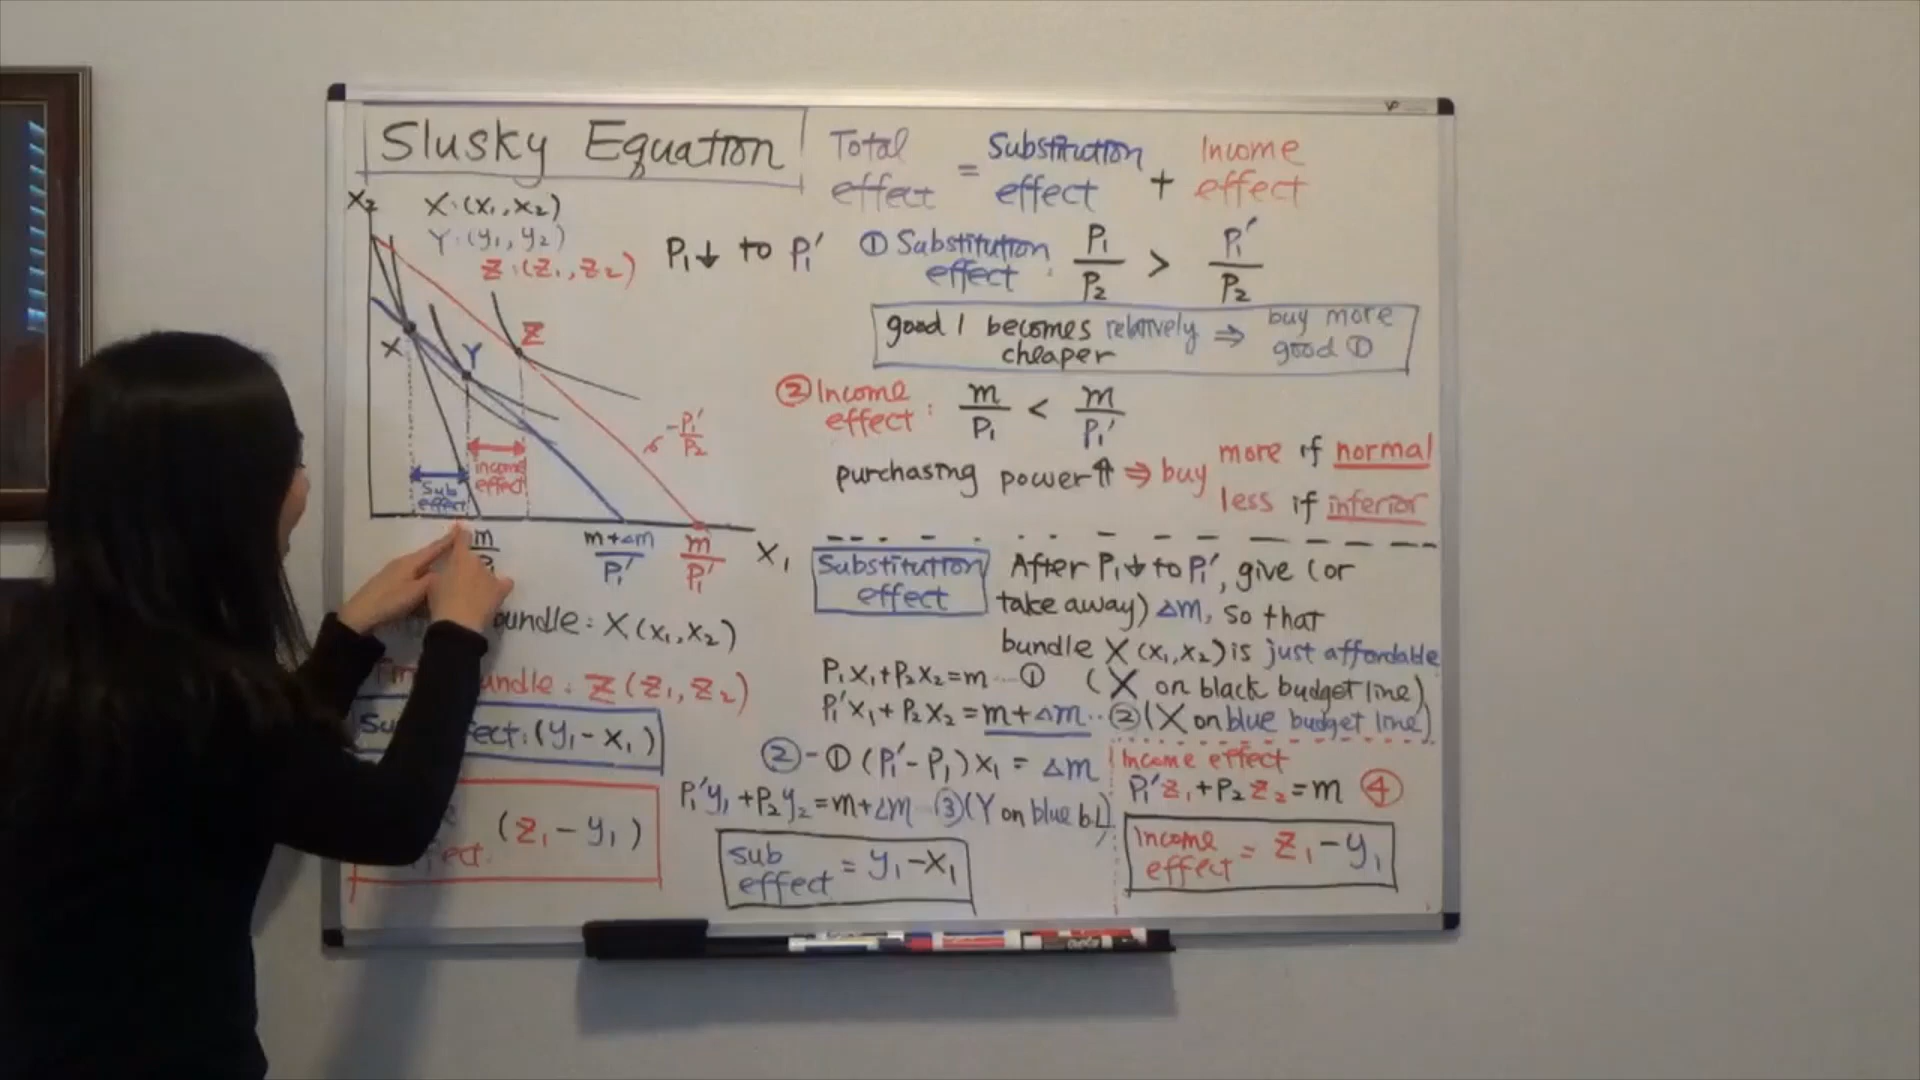 Slusky Equation
Total effect = Substitution effect + Income effect
X2
X:(x1,x2)
Y:(y1,y2)
Z:(z1,z2)
P1↓ to P1'
① Substitution effect: P1/P2 > P1'/P2
good 1 becomes relatively cheaper ⇒ buy more good ①
X
Y
Z
-P1'/P2
sub effect
income effect
② Income effect: m/P1 < m/P1'
purchasing power↑ ⇒ buy more if normal
less if inferior
m
m+Δm/P1'
m/P1'
X1
bundle: X(x1,x2)
bundle: Z(z1,z2)
(y1-x1)
(z1-y1)
Substitution effect
After P1↓ to P1', give (or
take away) Δm, so that
bundle X(x1,x2) is just affordable
P1x1+P2x2=m...① (X on black budget line)
P1'x1+P2x2=m+Δm..②(X on blue budget line)
②-① (P1'-P1)x1 = Δm
P1'y1+P2y2=m+Δm ③(Y on blue b.L)
sub effect = y1-x1
Income effect
P1'z1+P2z2=m ④
Income effect = z1-y1